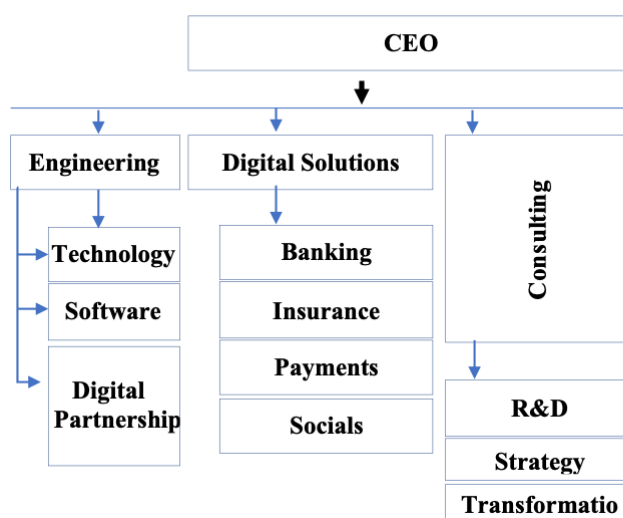 CEO
Engineering
Digital Solutions
Consulting
Technology
Software
Digital
Partnership
Banking
Insurance
Payments
Socials
R&D
Strategy
Transformatio